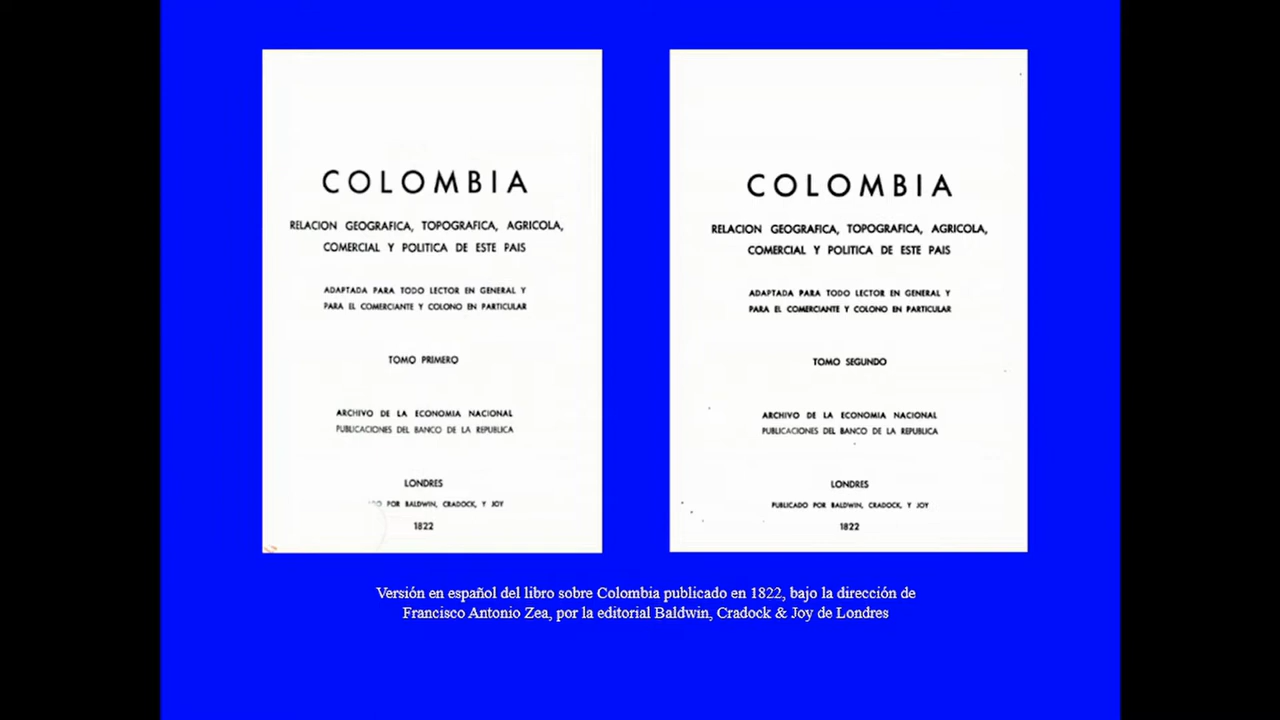 COLOMBIA
RELACION GEOGRAFICA, TOPOGRAFICA, AGRICOLA,
COMERCIAL Y POLITICA DE ESTE PAIS
ADAPTADA PARA TODO LECTOR EN GENERAL Y
PARA EL COMERCIANTE Y COLONO EN PARTICULAR
TOMO PRIMERO
ARCHIVO DE LA ECONOMIA NACIONAL
PUBLICACIONES DEL BANCO DE LA REPUBLICA
LONDRES
POR BALDWIN, CRADOCK, Y JOY
1822
COLOMBIA
RELACION GEOGRAFICA, TOPOGRAFICA, AGRICOLA,
COMERCIAL Y POLITICA DE ESTE PAIS
ADAPTADA PARA TODO LECTOR EN GENERAL Y
PARA EL COMERCIANTE Y COLONO EN PARTICULAR
TOMO SEGUNDO
ARCHIVO DE LA ECONOMIA NACIONAL
PUBLICACIONES DEL BANCO DE LA REPUBLICA
LONDRES
PUBLICADO POR BALDWIN, CRADOCK, Y JOY
1822
Versión en español del libro sobre Colombia publicado en 1822, bajo la dirección de
Francisco Antonio Zea, por la editorial Baldwin, Cradock & Joy de Londres